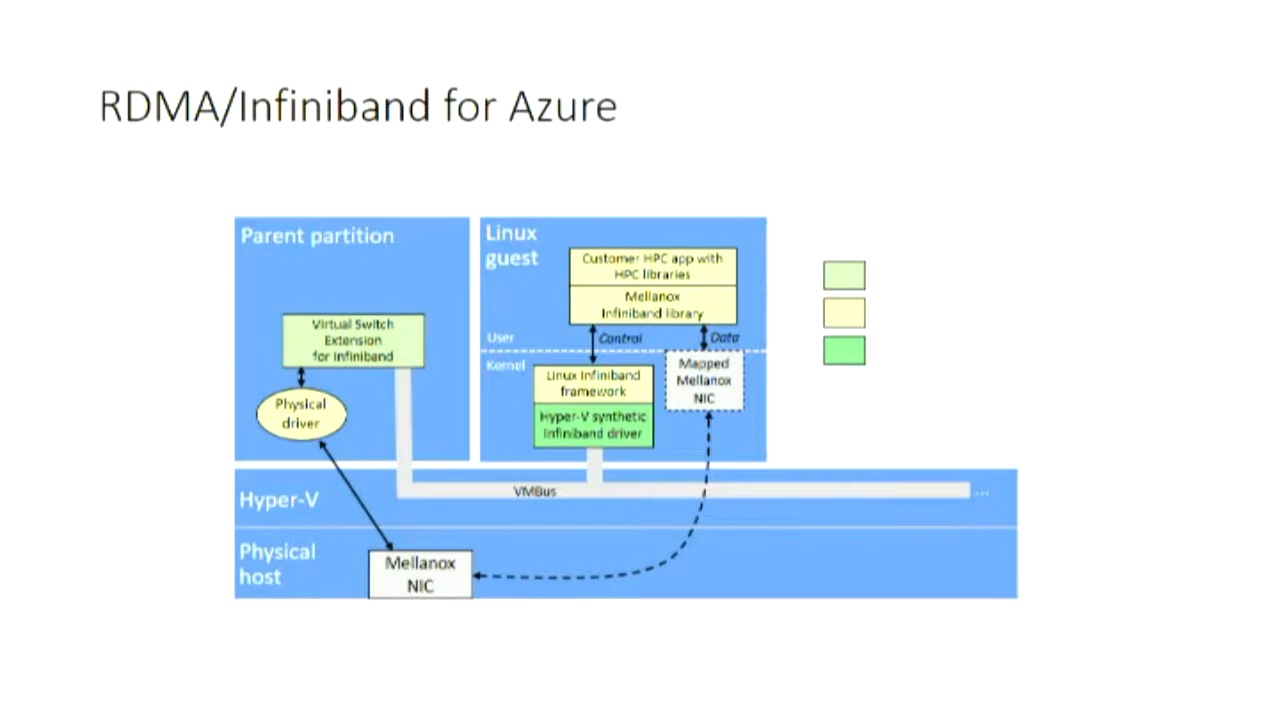 RDMA/Infiniband for Azure
Parent partition
Virtual Switch
Extension
for Infiniband
Physical
driver
Linux
guest
Customer HPC app with
HPC libraries
Mellanox
Infiniband library
User
Control
Data
Kernel
Linux Infiniband
framework
Hyper-V synthetic
Infiniband driver
Mapped
Mellanox
NIC
Hyper-V
VMBus
...
Physical
host
Mellanox
NIC